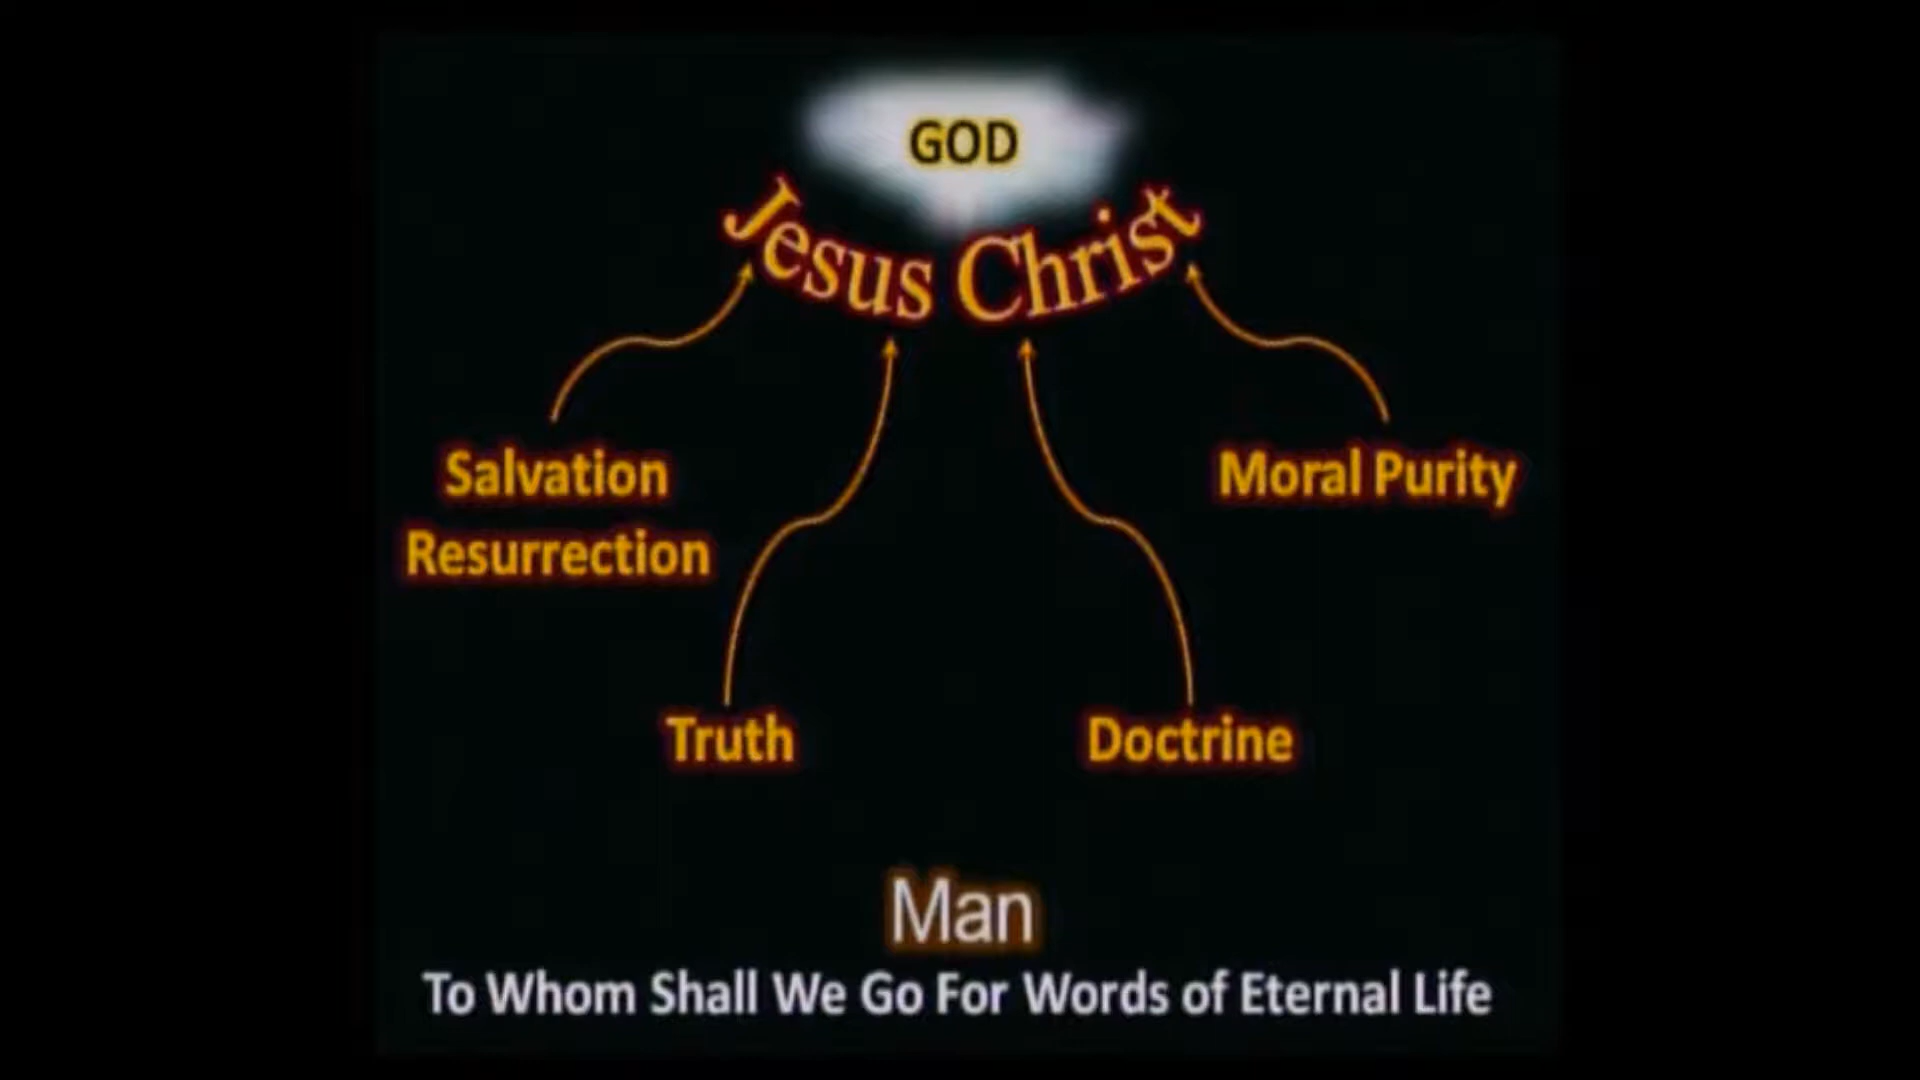 GOD
Jesus Christ
Salvation
Resurrection
Moral Purity
Truth
Doctrine
Man
To Whom Shall We Go For Words of Eternal Life